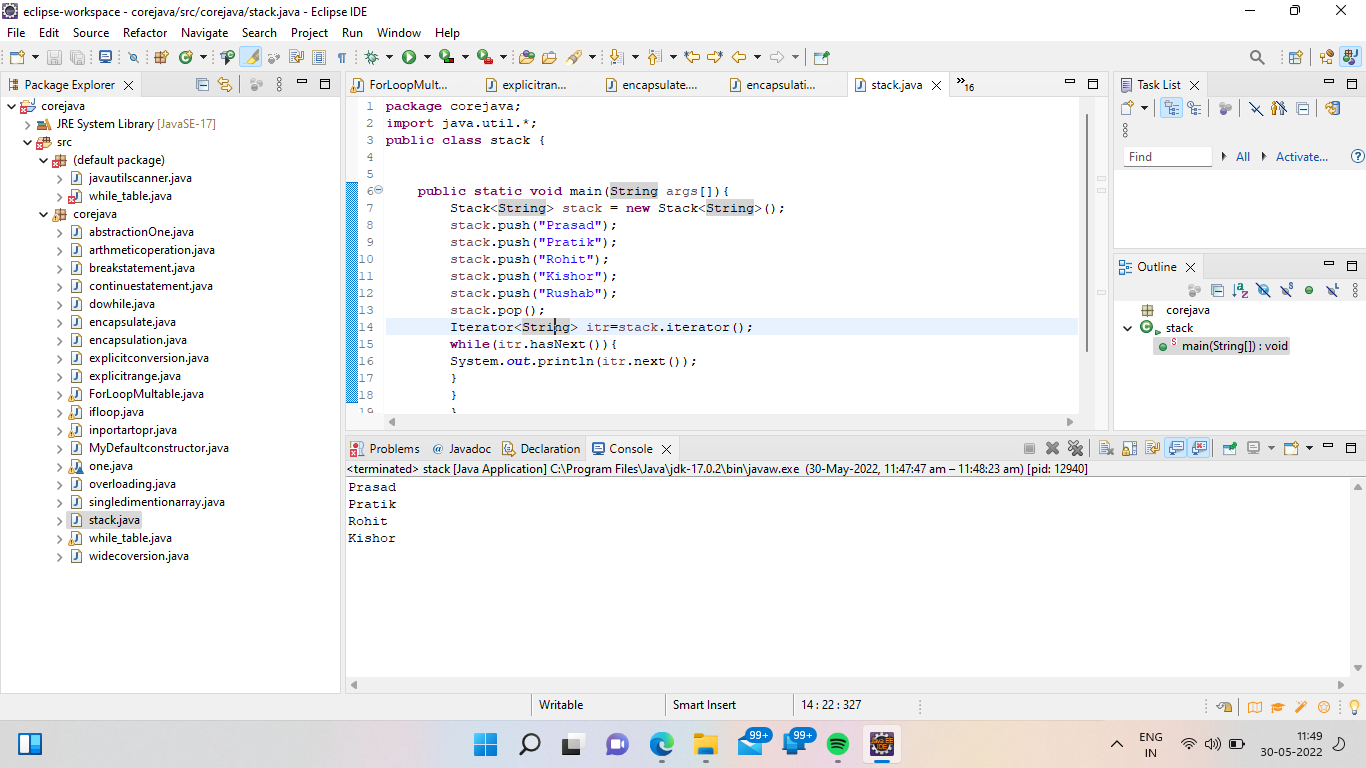 eclipse-workspace - corejava/src/corejava/stack.java - Eclipse IDE
File Edit Source Refactor Navigate Search Project Run Window Help
Package Explorer
corejava
JRE System Library [JavaSE-17]
src
(default package)
javautilscanner.java
while_table.java
corejava
abstractionOne.java
arthmeticoperation.java
breakstatement.java
continuestatement.java
dowhile.java
encapsulate.java
encapsulation.java
explicitconversion.java
explicitrange.java
ForLoopMultable.java
ifloop.java
inportartopr.java
MyDefaultconstructor.java
one.java
overloading.java
singledimentionarray.java
stack.java
while_table.java
widecoversion.java
ForLoopMult... explicitran... encapsulate.... encapsulati... stack.java »16
1 package corejava;
2 import java.util.*;
3 public class stack {
4
5
6 public static void main(String args[]){
7 Stack<String> stack = new Stack<String>();
8 stack.push("Prasad");
9 stack.push("Pratik");
10 stack.push("Rohit");
11 stack.push("Kishor");
12 stack.push("Rushab");
13 stack.pop();
14 Iterator<String> itr=stack.iterator();
15 while(itr.hasNext()){
16 System.out.println(itr.next());
17 }
18 }
19 }
Task List
Find All Activate...
Outline
corejava
stack
main(String[]) : void
Problems @ Javadoc Declaration Console
<terminated> stack [Java Application] C:\Program Files\Java\jdk-17.0.2\bin\javaw.exe (30-May-2022, 11:47:47 am – 11:48:23 am) [pid: 12940]
Prasad
Pratik
Rohit
Kishor
Writable Smart Insert 14 : 22 : 327
99+ 99+ Java EE IDE
ENG
IN
11:49
30-05-2022